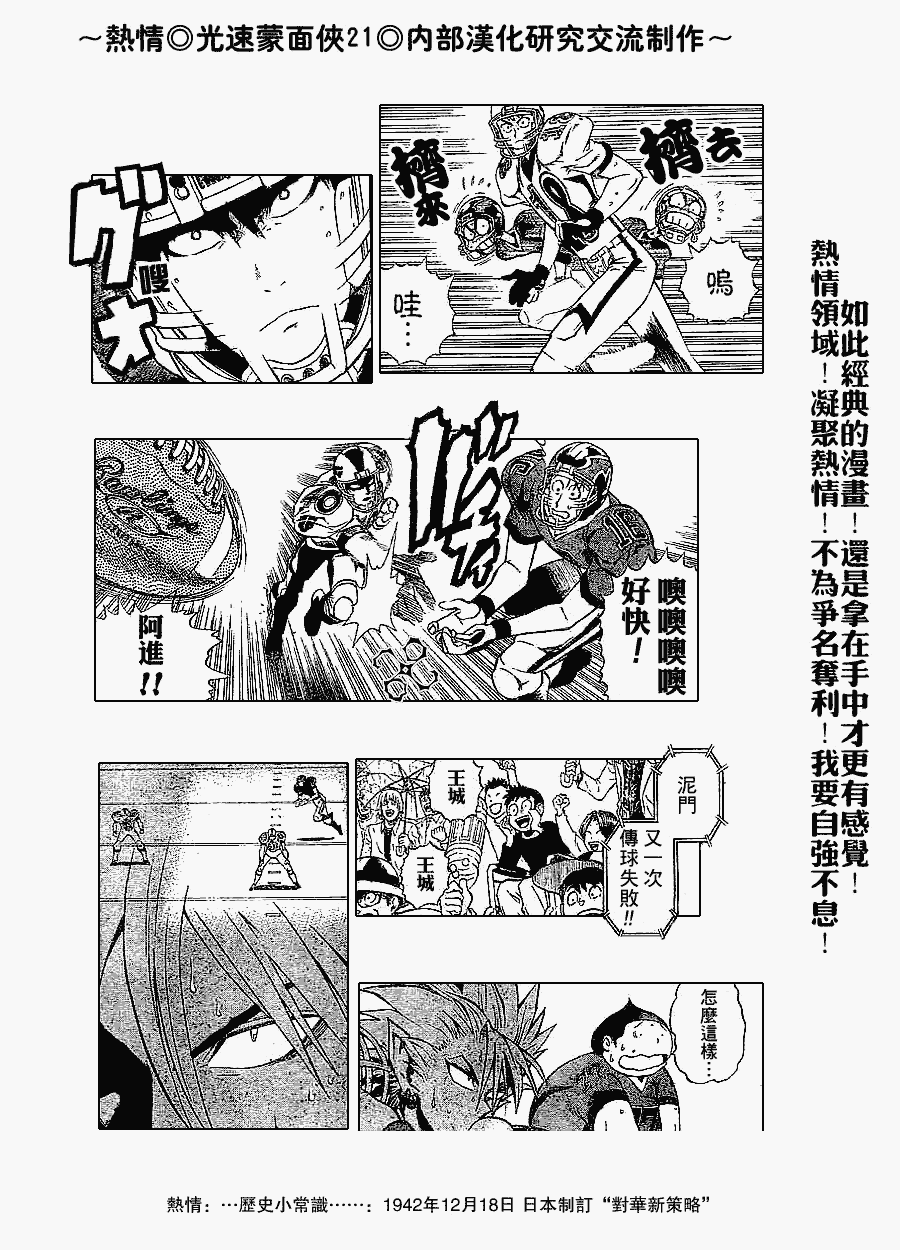 ～熱情◎光速蒙面俠21◎內部漢化研究交流制作～
擠去
擠來
嗚
哇…
グオ
嗖
噢噢噢噢
好快！
阿進!!
泥門
又一次
傳球失敗!!
王城
王城
怎麼這樣…
如此經典的漫畫！還是拿在手中才更有感覺！
熱情領域！凝聚熱情！不為爭名奪利！我要自強不息！
熱情：…歷史小常識……：1942年12月18日 日本制訂“對華新策略”